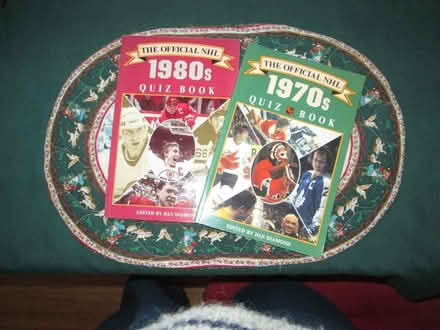 THE OFFICIAL NHL
1980s
QUIZ BOOK
EDITED BY DAN DIAMOND
THE OFFICIAL NHL
1970s
QUIZ BOOK
EDITED BY DAN DIAMOND